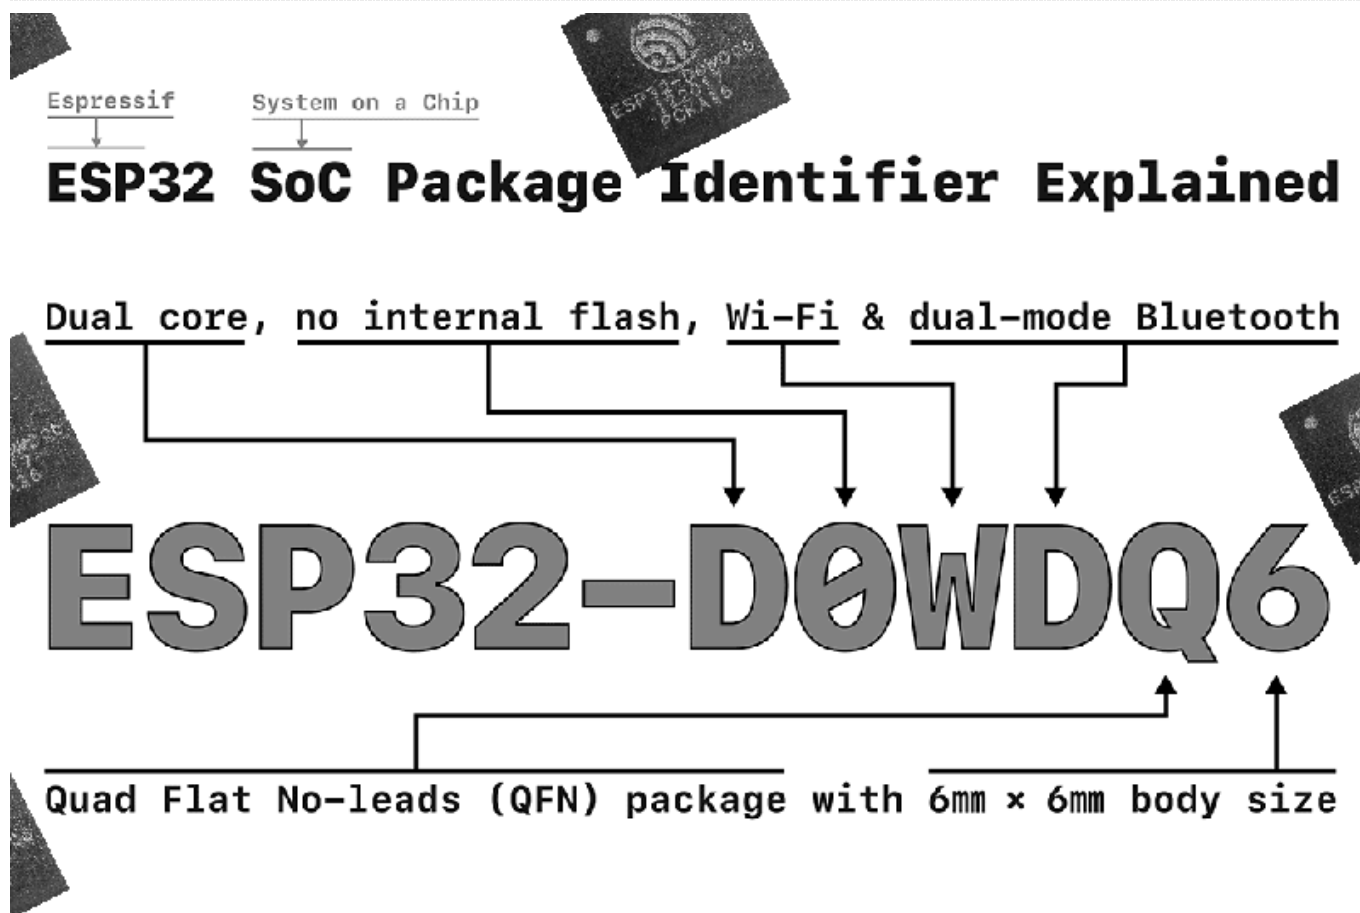 Espressif System on a Chip
ESP32 SoC Package Identifier Explained
Dual core, no internal flash, Wi-Fi & dual-mode Bluetooth
ESP32-D0WDQ6
Quad Flat No-leads (QFN) package with 6mm × 6mm body size